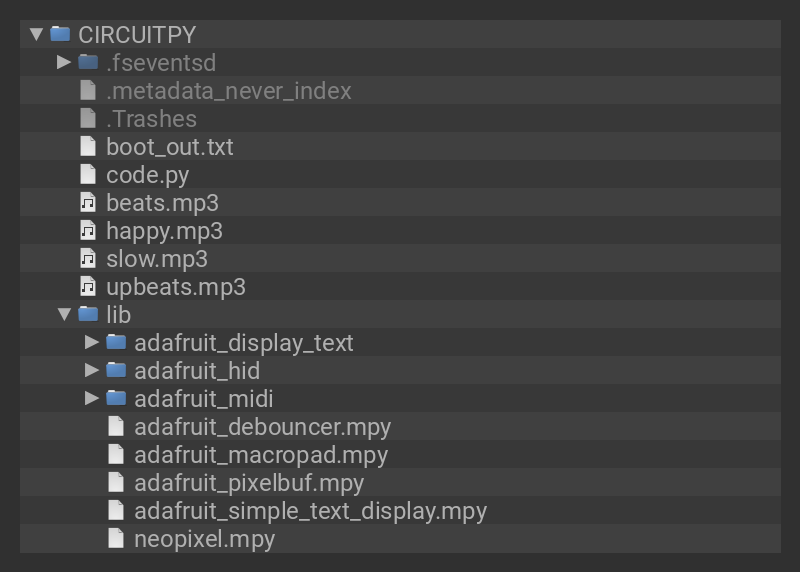 CIRCUITPY
.fseventsd
.metadata_never_index
.Trashes
boot_out.txt
code.py
beats.mp3
happy.mp3
slow.mp3
upbeats.mp3
lib
adafruit_display_text
adafruit_hid
adafruit_midi
adafruit_debouncer.mpy
adafruit_macropad.mpy
adafruit_pixelbuf.mpy
adafruit_simple_text_display.mpy
neopixel.mpy